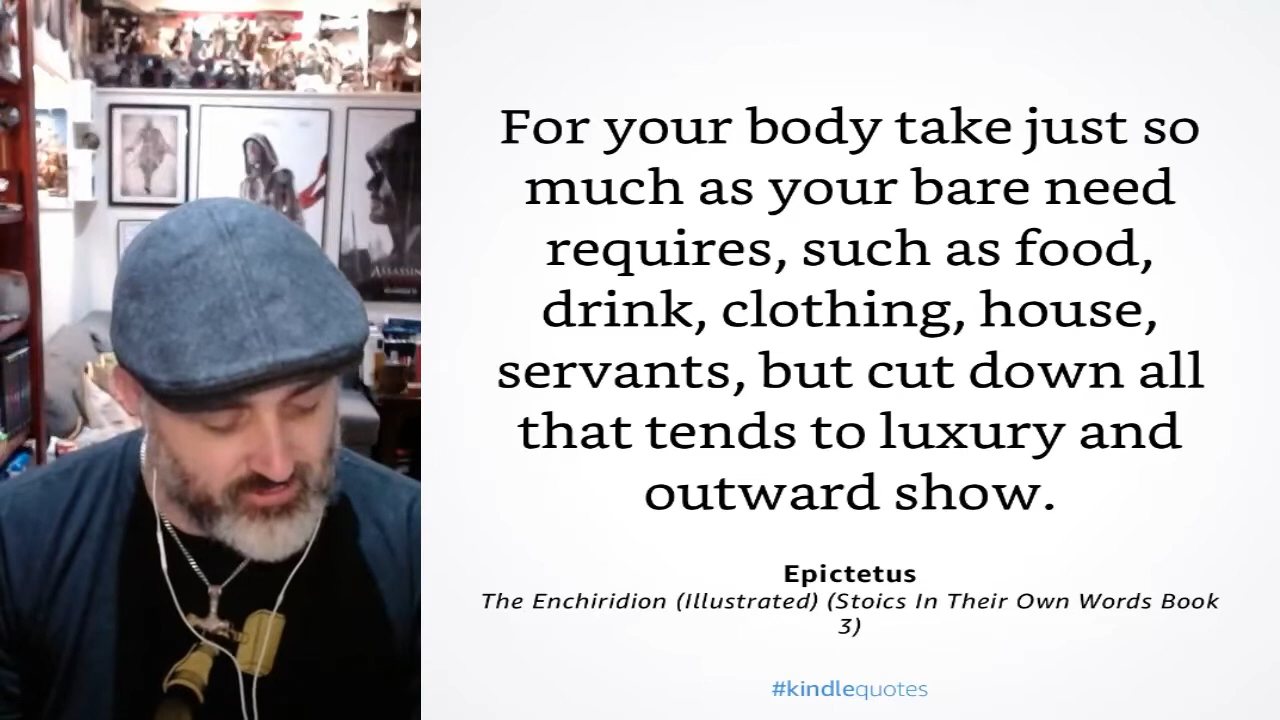 ASSASSIN
For your body take just so
much as your bare need
requires, such as food,
drink, clothing, house,
servants, but cut down all
that tends to luxury and
outward show.
Epictetus
The Enchiridion (Illustrated) (Stoics In Their Own Words Book
3)
#kindlequotes